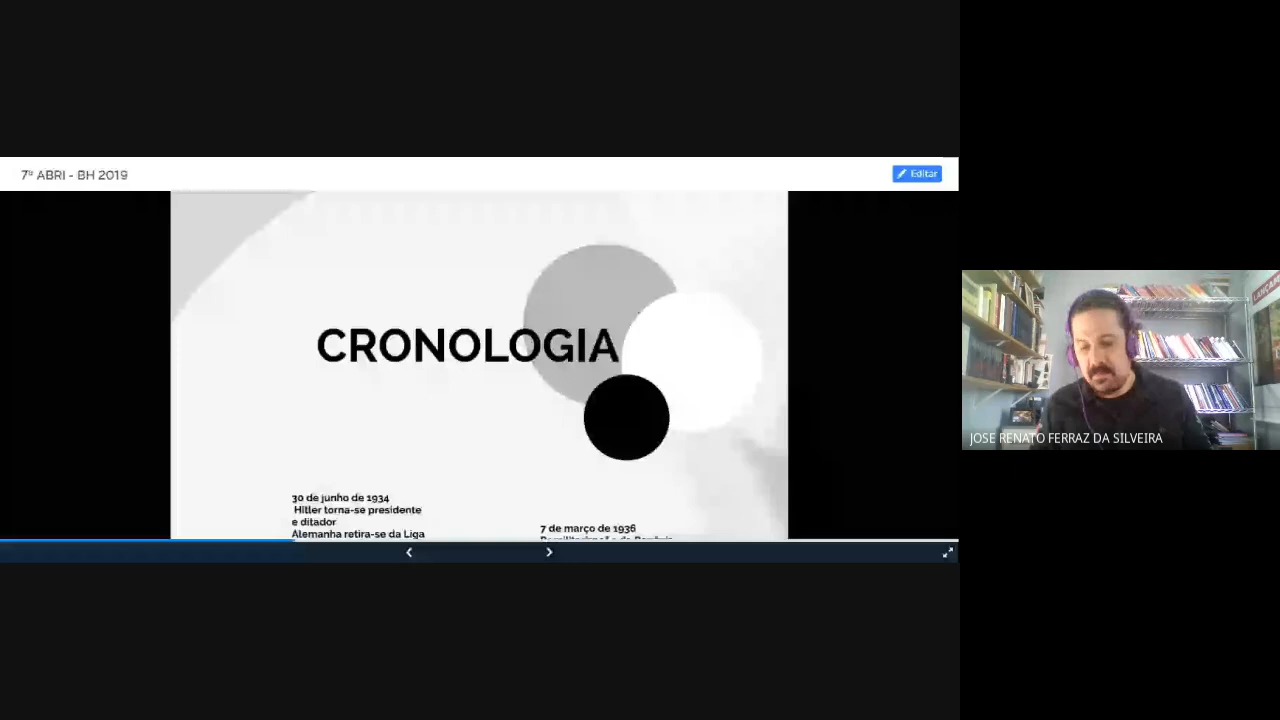 7º ABRI - BH 2019
Editar
CRONOLOGIA
30 de junho de 1934
Hitler torna-se presidente
e ditador
Alemanha retira-se da Liga
7 de março de 1936
JOSE RENATO FERRAZ DA SILVEIRA